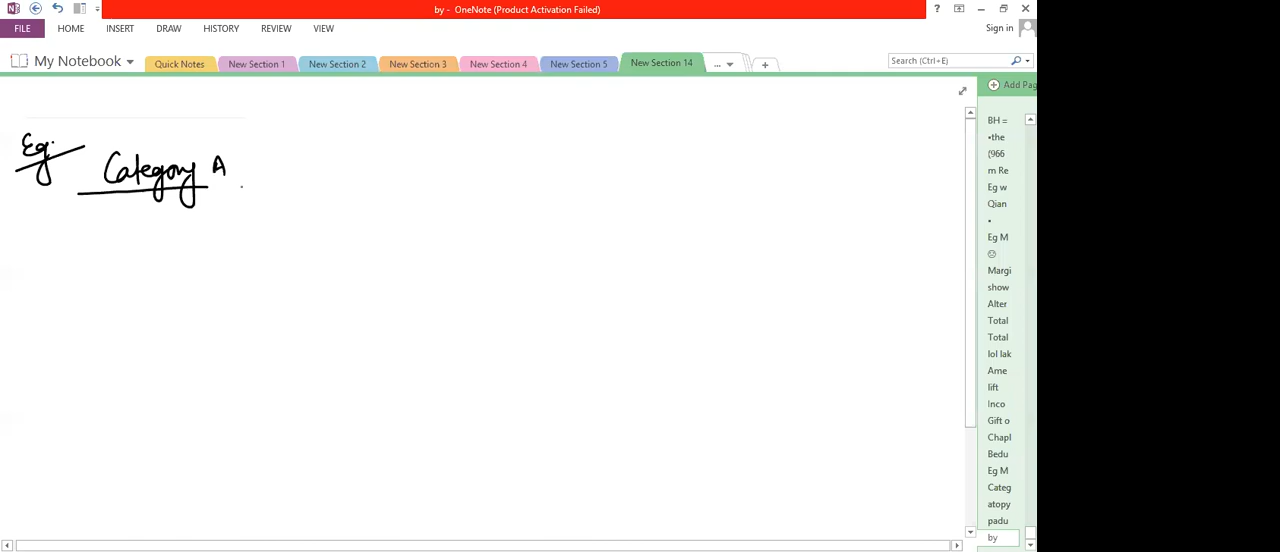 by - OneNote (Product Activation Failed)
?
FILE HOME INSERT DRAW HISTORY REVIEW VIEW Sign in
My Notebook Quick Notes New Section 1 New Section 2 New Section 3 New Section 4 New Section 5 New Section 14 ... + Search (Ctrl+E)
+ Add Pag
Eg:
Category A
BH =
•the
(966
m Re
Eg w
Qian
•
Eg M
☹
Margi
show
Alter
Total
Total
lol lak
Ame
lift
Inco
Gift o
Chapl
Bedu
Eg M
Categ
atopy
padu
by